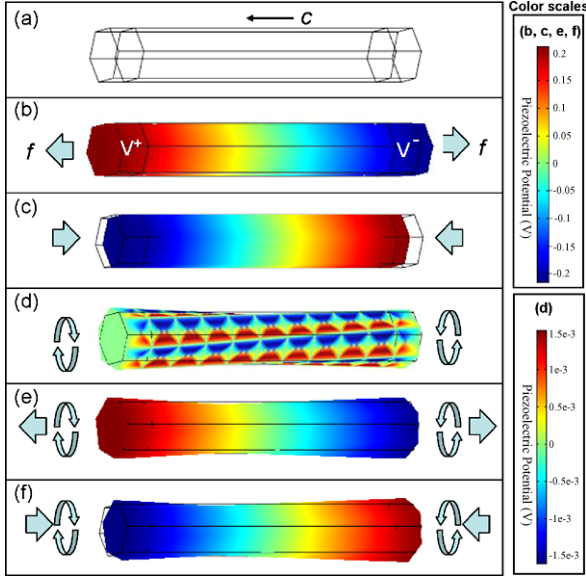 (a)
c
(b)
f
V+
V−
f
(c)
(d)
(e)
(f)
Color scales
(b, c, e, f)
0.2
0.15
0.1
0.05
0
-0.05
-0.1
-0.15
-0.2
Piezoelectric Potential (V)
(d)
1.5e-3
1e-3
5e-3
0
-5e-3
-1e-3
-1.5e-3
Piezoelectric Potential (V)